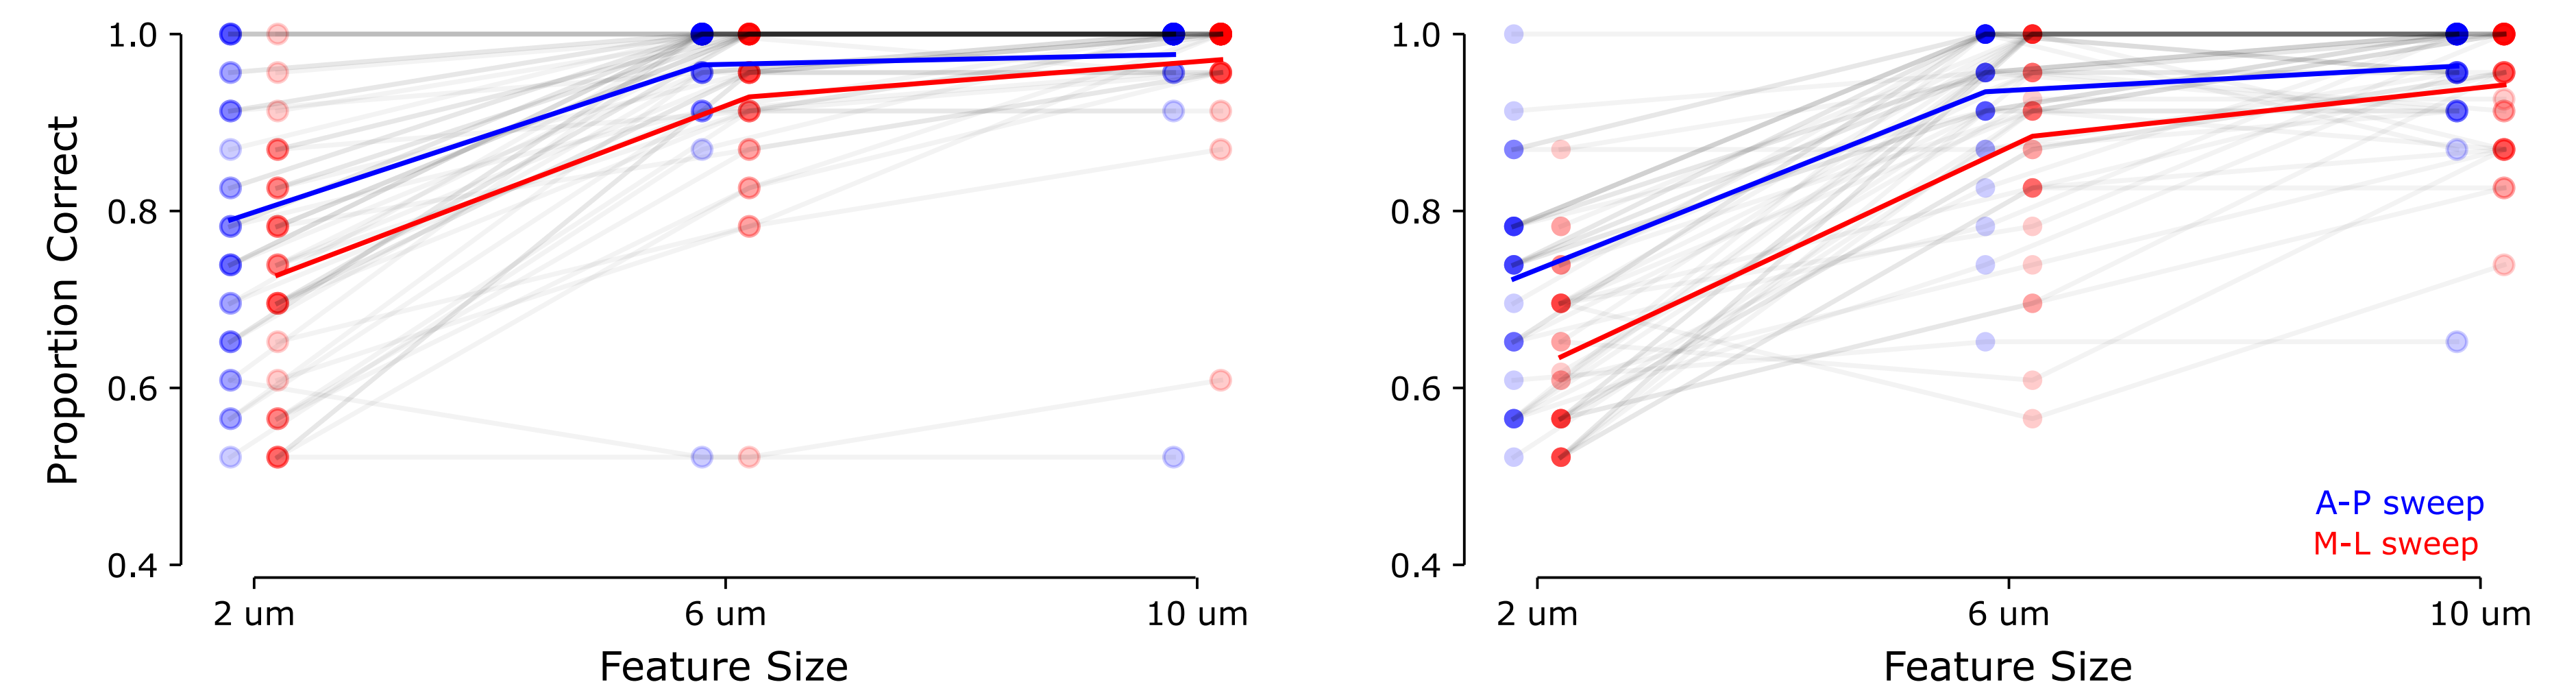 Proportion Correct
1.0
0.8
0.6
0.4
2 um
6 um
10 um
Feature Size
1.0
0.8
0.6
0.4
A-P sweep
M-L sweep
2 um
6 um
10 um
Feature Size